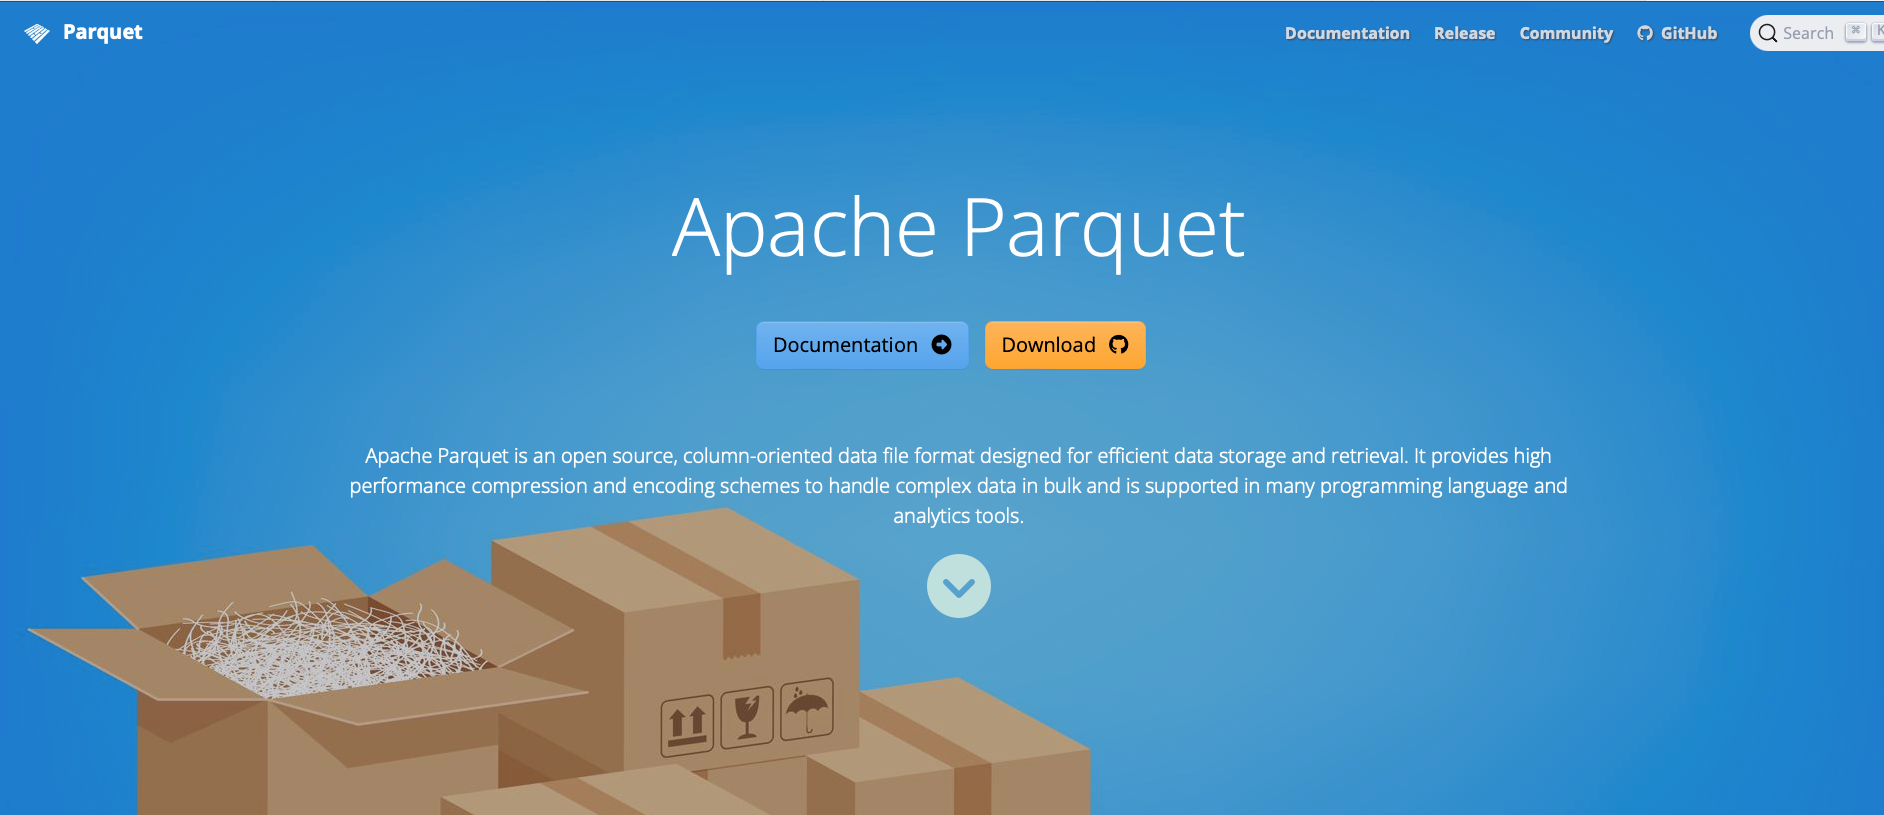 Parquet
Documentation Release Community GitHub Search ⌘ K
Apache Parquet
Documentation Download
Apache Parquet is an open source, column-oriented data file format designed for efficient data storage and retrieval. It provides high
performance compression and encoding schemes to handle complex data in bulk and is supported in many programming language and
analytics tools.